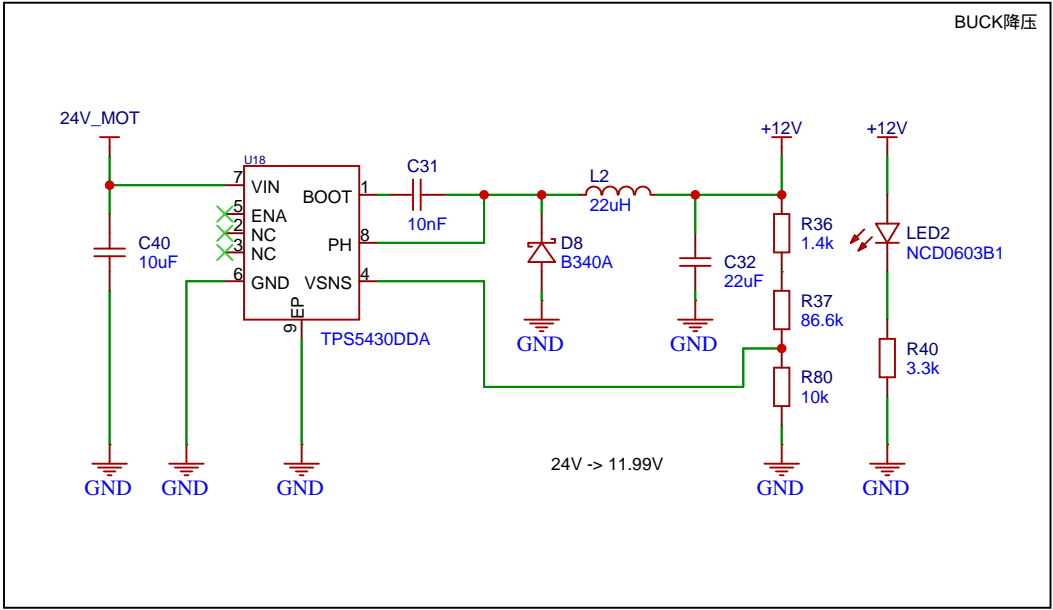 BUCK降压
24V_MOT
+12V
+12V
U18
C31
L2
7
VIN
BOOT
1
10nF
22uH
5
ENA
2
NC
3
NC
PH
8
R36
1.4k
LED2
NCD0603B1
C40
10uF
D8
B340A
6
GND
VSNS
4
C32
22uF
EP
9
TPS5430DDA
R37
86.6k
GND
GND
R40
3.3k
R80
10k
24V -> 11.99V
GND
GND
GND
GND
GND